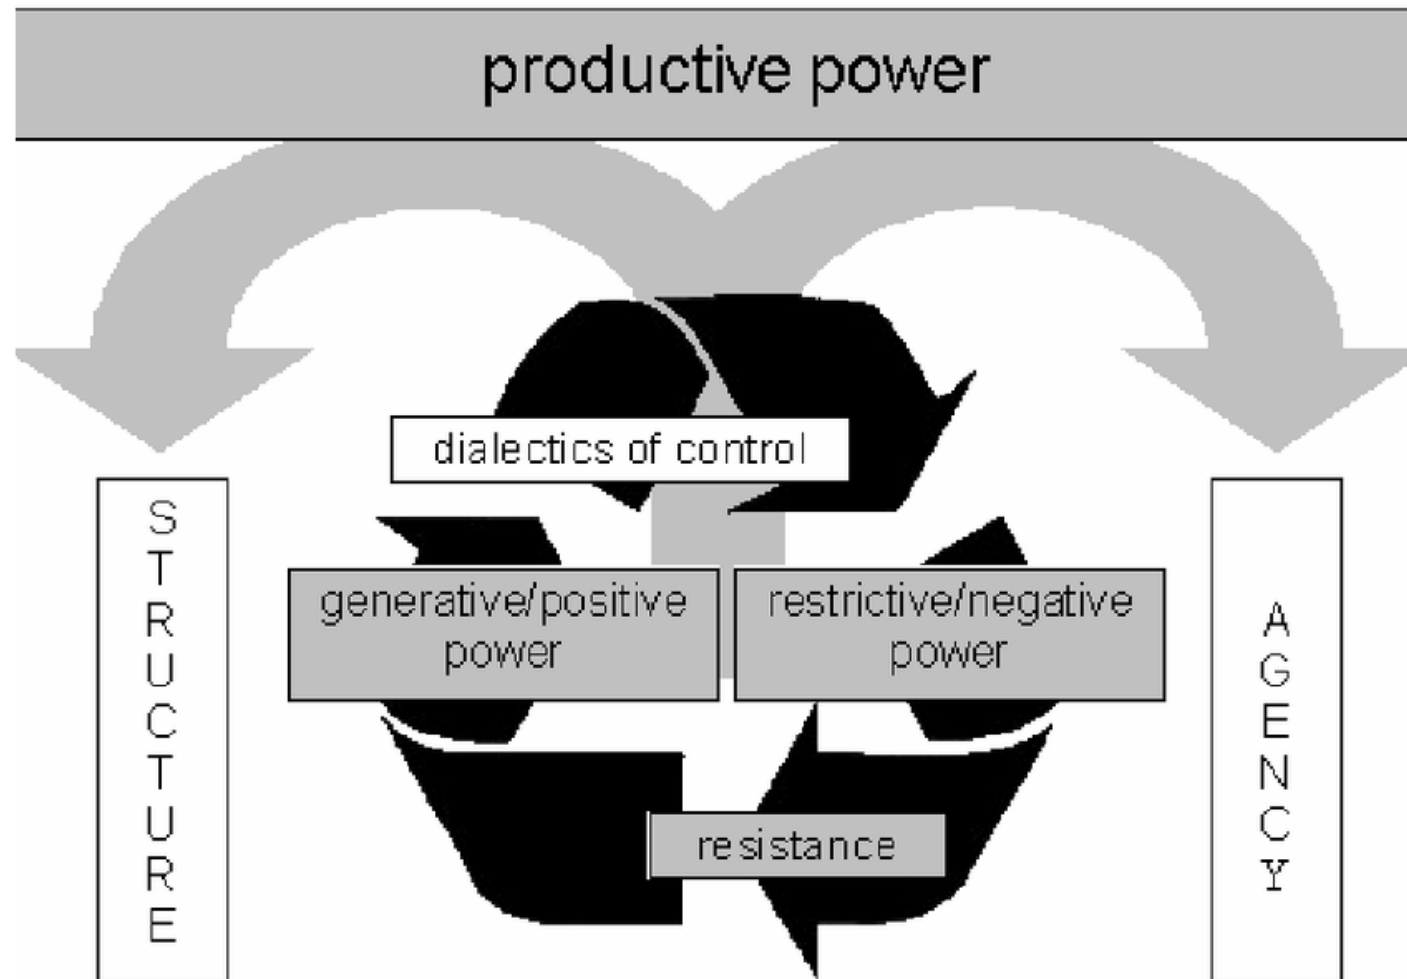 productive power
dialectics of control
STRUCTURE
generative/positive
power
restrictive/negative
power
AGENCY
resistance